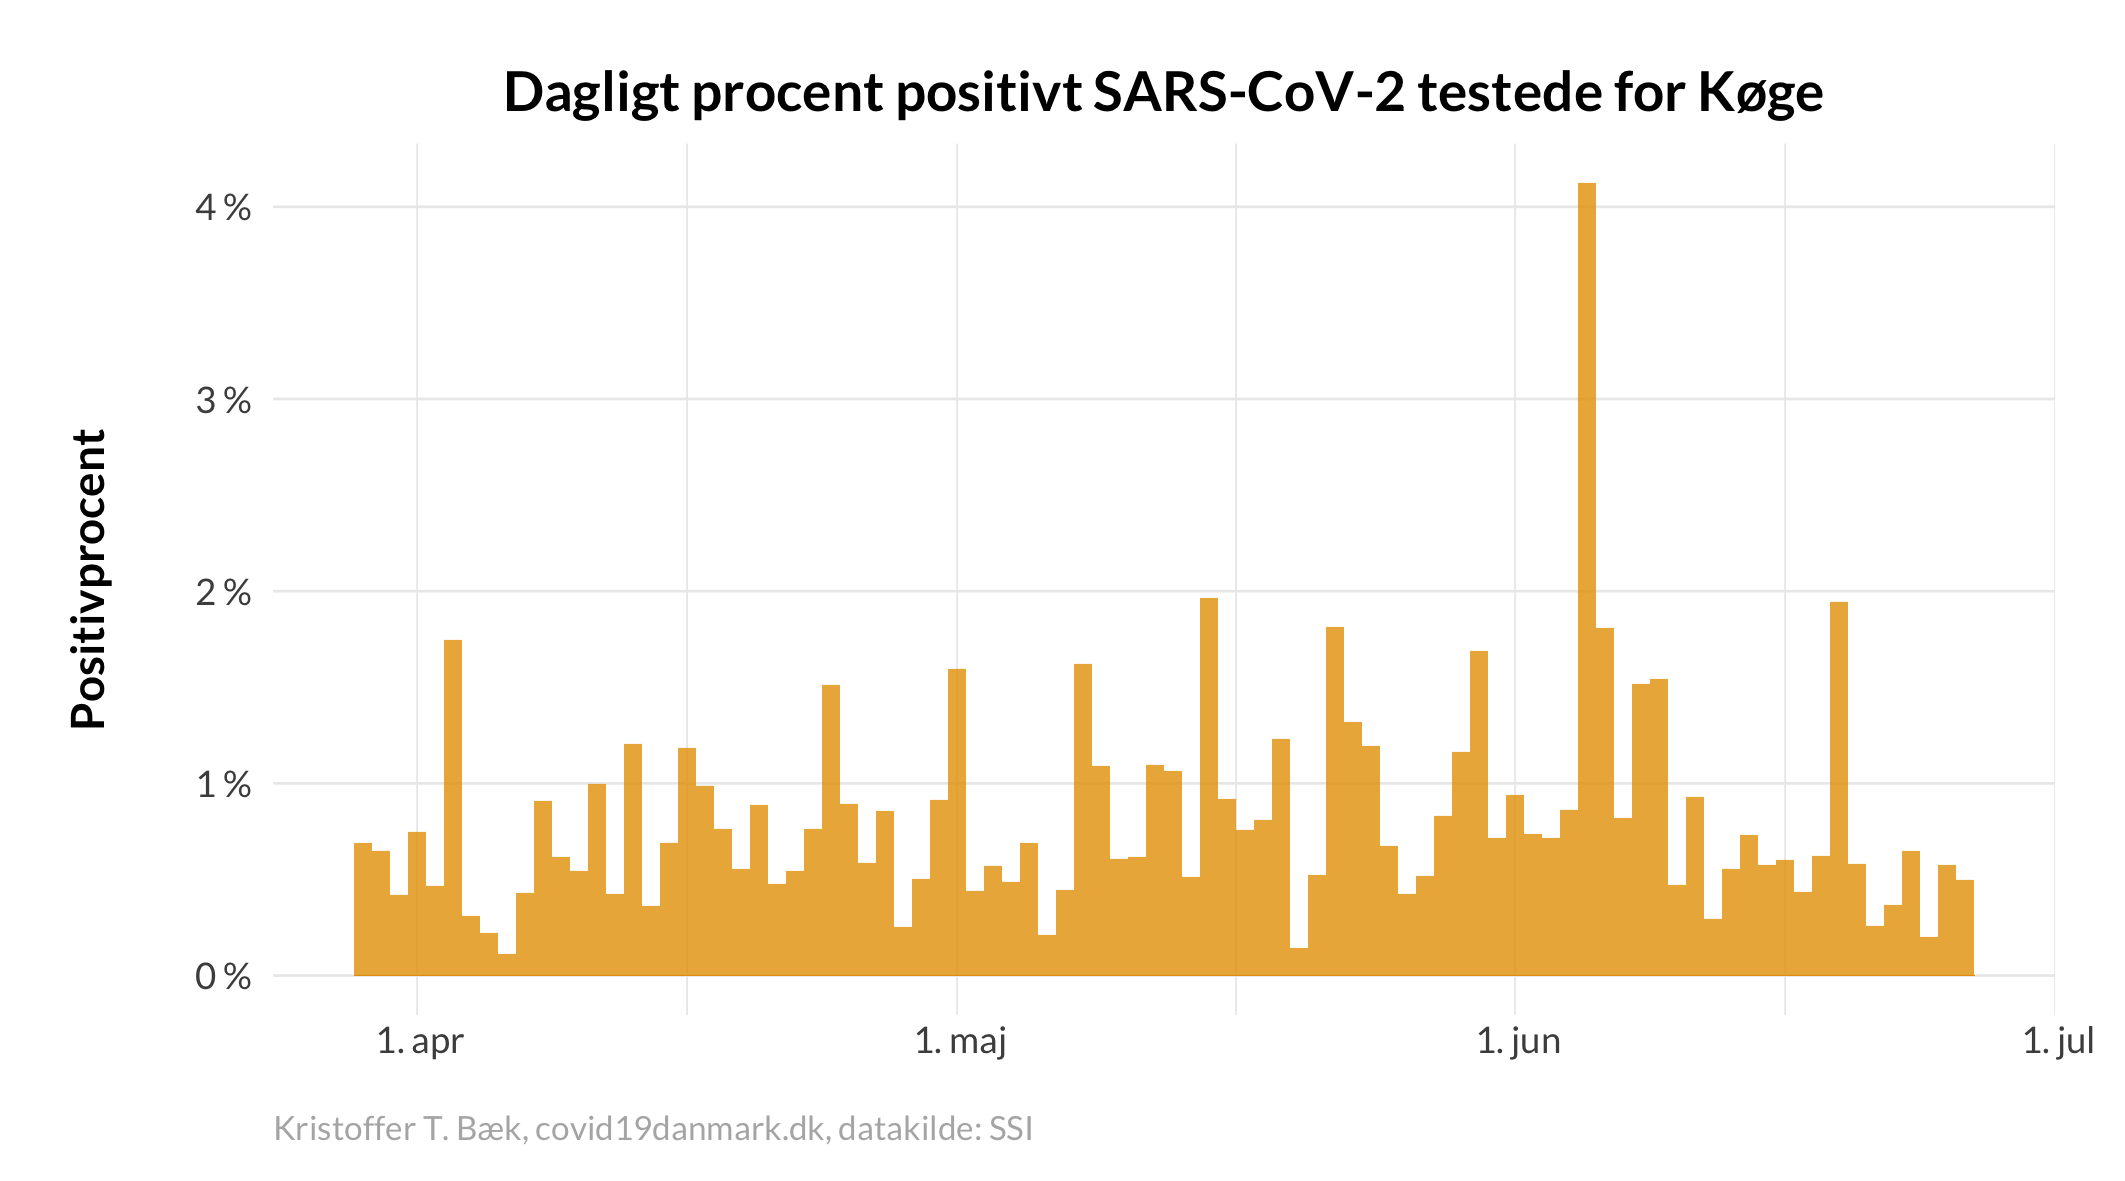 Dagligt procent positivt SARS-CoV-2 testede for Køge
Positivprocent
4 %
3 %
2 %
1 %
0 %
1. apr
1. maj
1. jun
1. jul
Kristoffer T. Bæk, covid19danmark.dk, datakilde: SSI